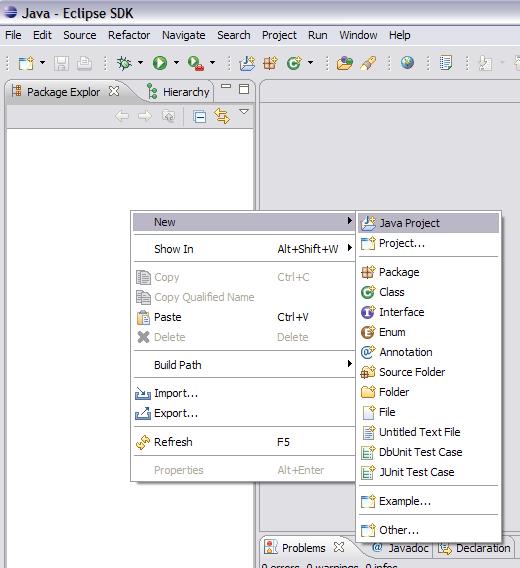 Java - Eclipse SDK
File Edit Source Refactor Navigate Search Project Run Window Help
Package Explor Hierarchy
New
Show In Alt+Shift+W
Copy Ctrl+C
Copy Qualified Name
Paste Ctrl+V
Delete Delete
Build Path
Import...
Export...
Refresh F5
Properties Alt+Enter
Java Project
Project...
Package
Class
Interface
Enum
Annotation
Source Folder
Folder
File
Untitled Text File
DbUnit Test Case
JUnit Test Case
Example...
Other...
Problems Javadoc Declaration
0 errors, 0 warnings, 0 infos